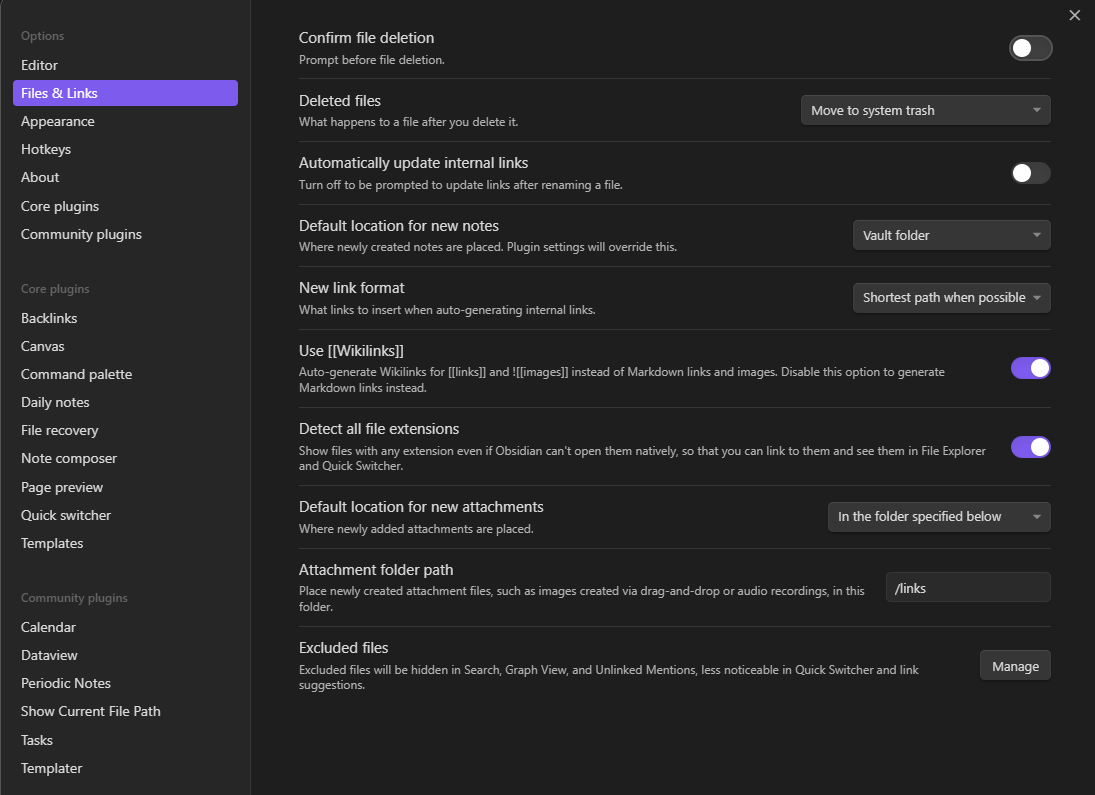 Options
Editor
Files & Links
Appearance
Hotkeys
About
Core plugins
Community plugins
Core plugins
Backlinks
Canvas
Command palette
Daily notes
File recovery
Note composer
Page preview
Quick switcher
Templates
Community plugins
Calendar
Dataview
Periodic Notes
Show Current File Path
Tasks
Templater
Confirm file deletion
Prompt before file deletion.
Deleted files
What happens to a file after you delete it.
Move to system trash
Automatically update internal links
Turn off to be prompted to update links after renaming a file.
Default location for new notes
Where newly created notes are placed. Plugin settings will override this.
Vault folder
New link format
What links to insert when auto-generating internal links.
Shortest path when possible
Use [[Wikilinks]]
Auto-generate Wikilinks for [[links]] and ![[images]] instead of Markdown links and images. Disable this option to generate
Markdown links instead.
Detect all file extensions
Show files with any extension even if Obsidian can't open them natively, so that you can link to them and see them in File Explorer
and Quick Switcher.
Default location for new attachments
Where newly added attachments are placed.
In the folder specified below
Attachment folder path
Place newly created attachment files, such as images created via drag-and-drop or audio recordings, in this
folder.
/links
Excluded files
Excluded files will be hidden in Search, Graph View, and Unlinked Mentions, less noticeable in Quick Switcher and link
suggestions.
Manage